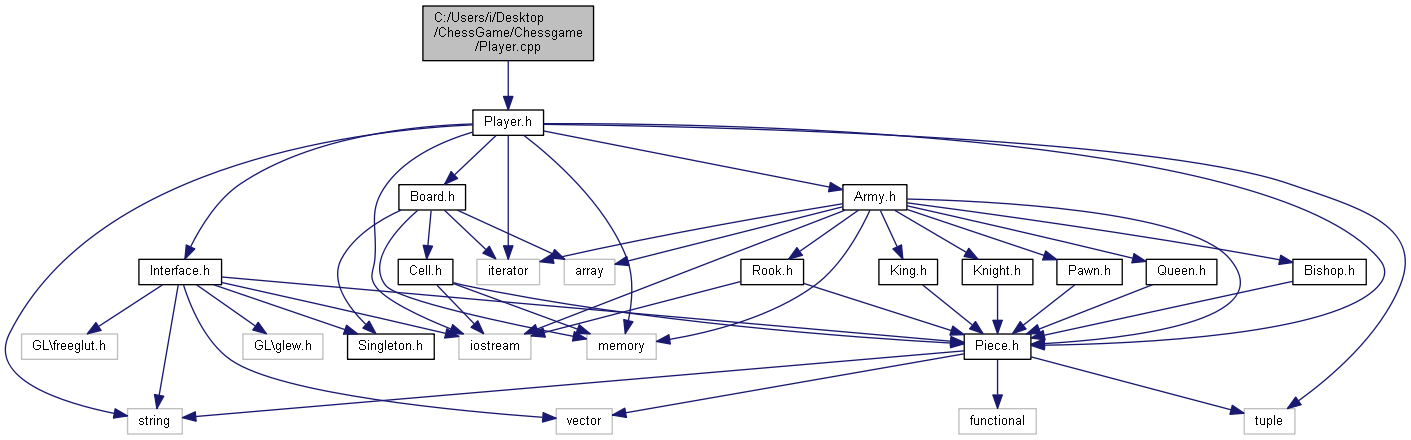 C:/Users/i/Desktop
/ChessGame/Chessgame
/Player.cpp
Player.h
Board.h
Army.h
Interface.h
Cell.h
iterator
array
Rook.h
King.h
Knight.h
Pawn.h
Queen.h
Bishop.h
GL\freeglut.h
GL\glew.h
Singleton.h
iostream
memory
Piece.h
string
vector
functional
tuple